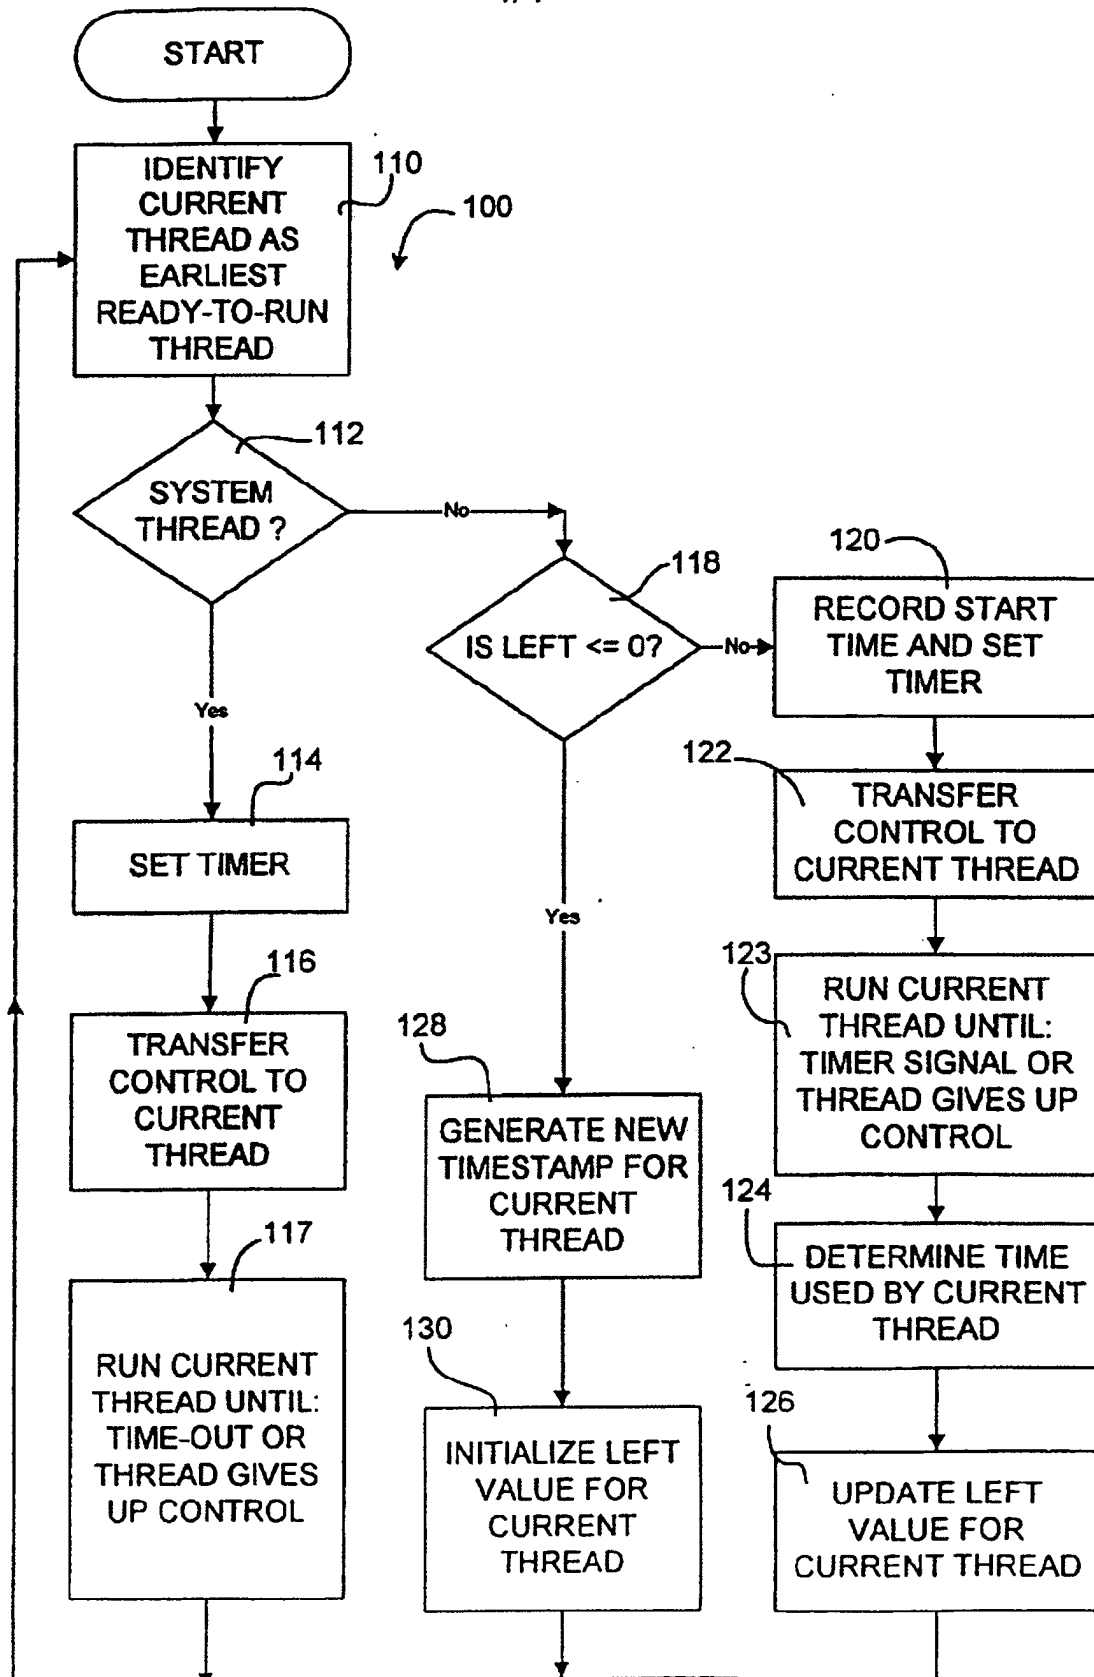 START
IDENTIFY
CURRENT
THREAD AS
EARLIEST
READY-TO-RUN
THREAD
110
100
112
SYSTEM
THREAD ?
No
Yes
118
IS LEFT <= 0?
No
Yes
114
SET TIMER
116
TRANSFER
CONTROL TO
CURRENT
THREAD
117
RUN CURRENT
THREAD UNTIL:
TIME-OUT OR
THREAD GIVES
UP CONTROL
128
GENERATE NEW
TIMESTAMP FOR
CURRENT
THREAD
130
INITIALIZE LEFT
VALUE FOR
CURRENT
THREAD
120
RECORD START
TIME AND SET
TIMER
122
TRANSFER
CONTROL TO
CURRENT THREAD
123
RUN CURRENT
THREAD UNTIL:
TIMER SIGNAL OR
THREAD GIVES UP
CONTROL
124
DETERMINE TIME
USED BY CURRENT
THREAD
126
UPDATE LEFT
VALUE FOR
CURRENT THREAD